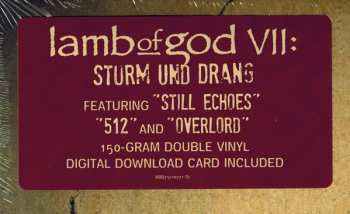 lamb of god VII:
STURM UND DRANG
FEATURING "STILL ECHOES"
"512" AND "OVERLORD"
150-GRAM DOUBLE VINYL
DIGITAL DOWNLOAD CARD INCLUDED